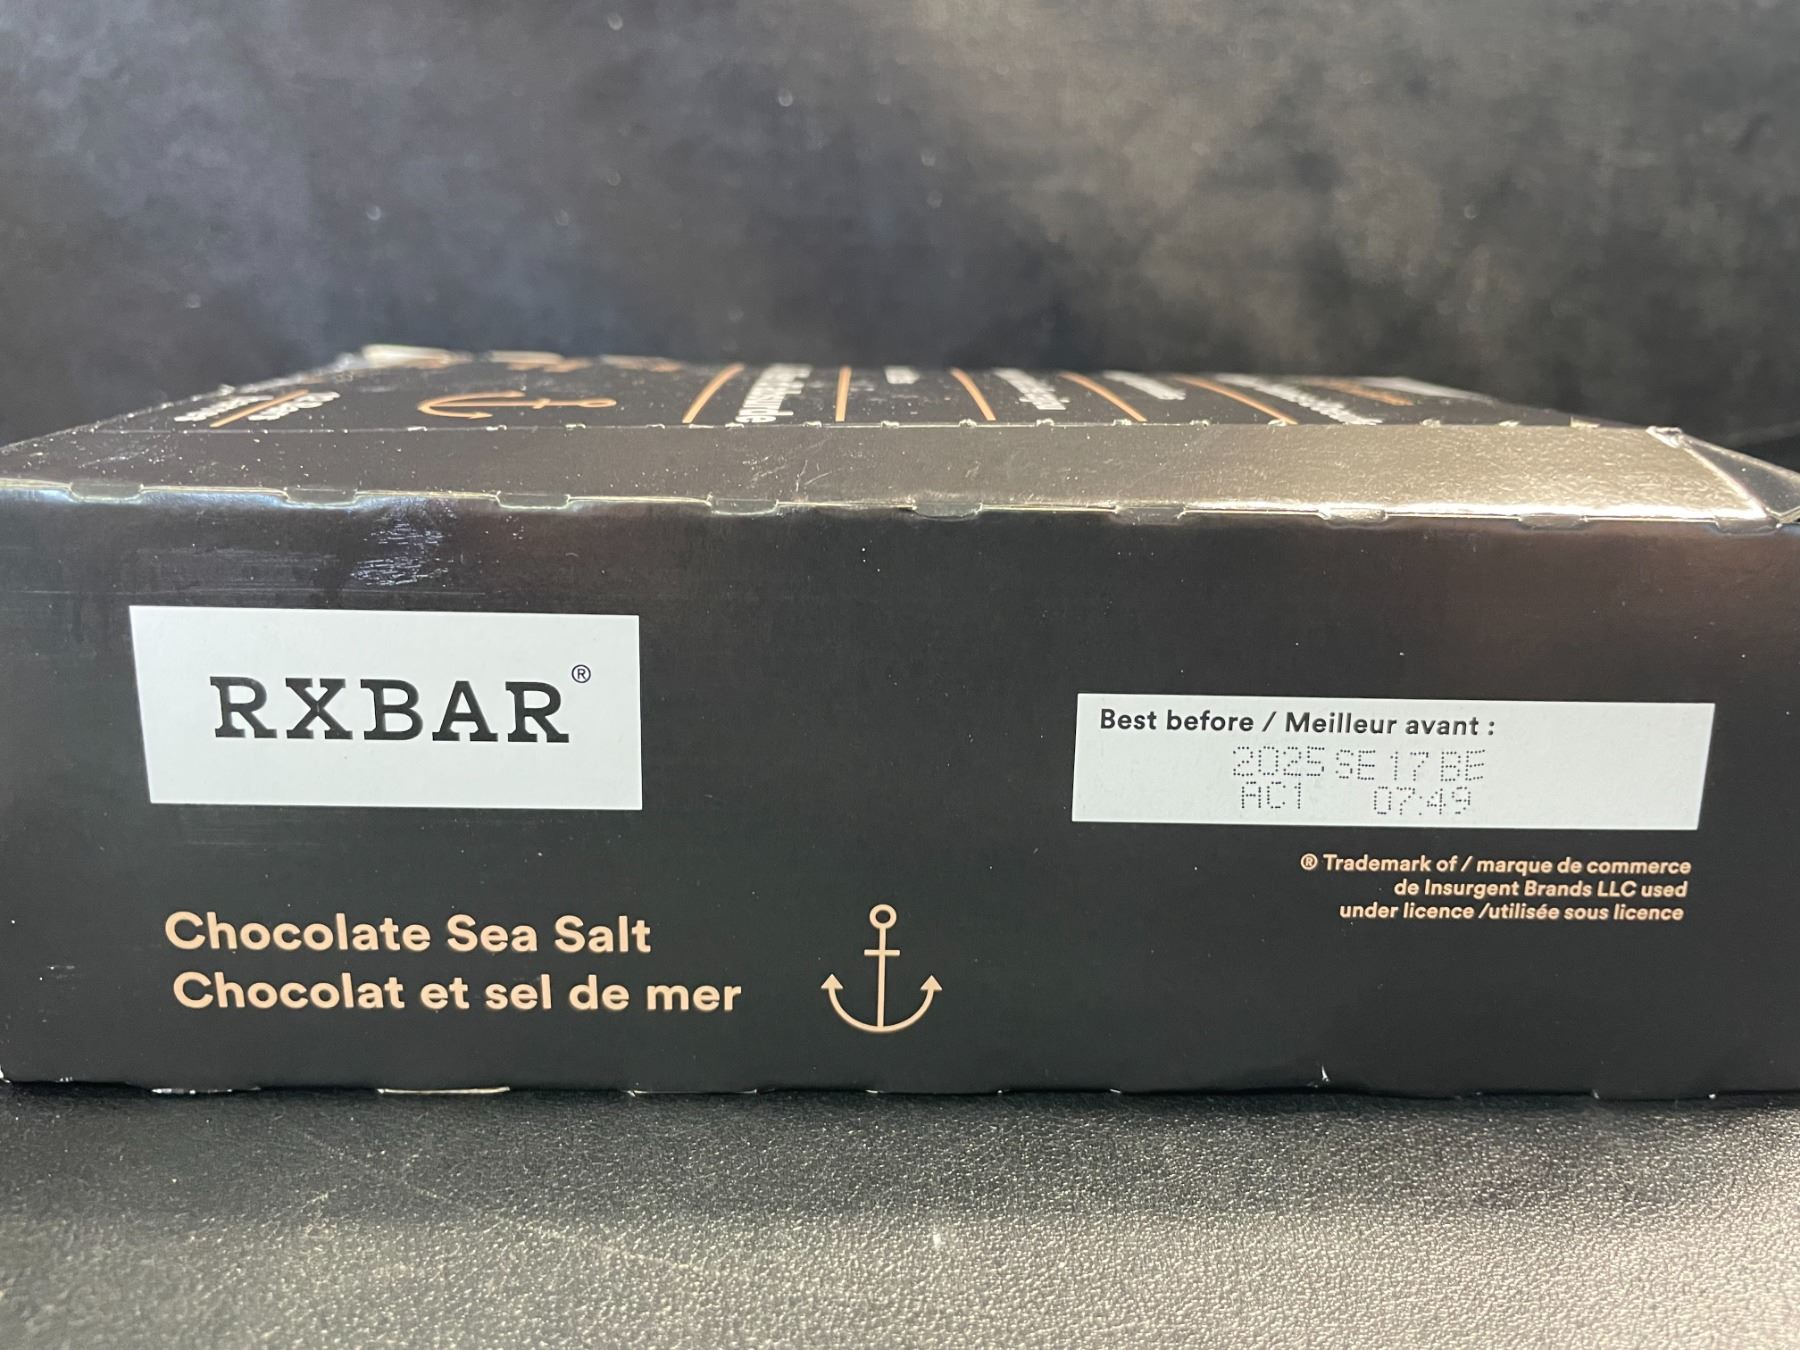 RXBAR®
Best before / Meilleur avant :
2025 SE 17 BE
AC1 07:49
® Trademark of / marque de commerce
de Insurgent Brands LLC used
under licence /utilisée sous licence
Chocolate Sea Salt
Chocolat et sel de mer